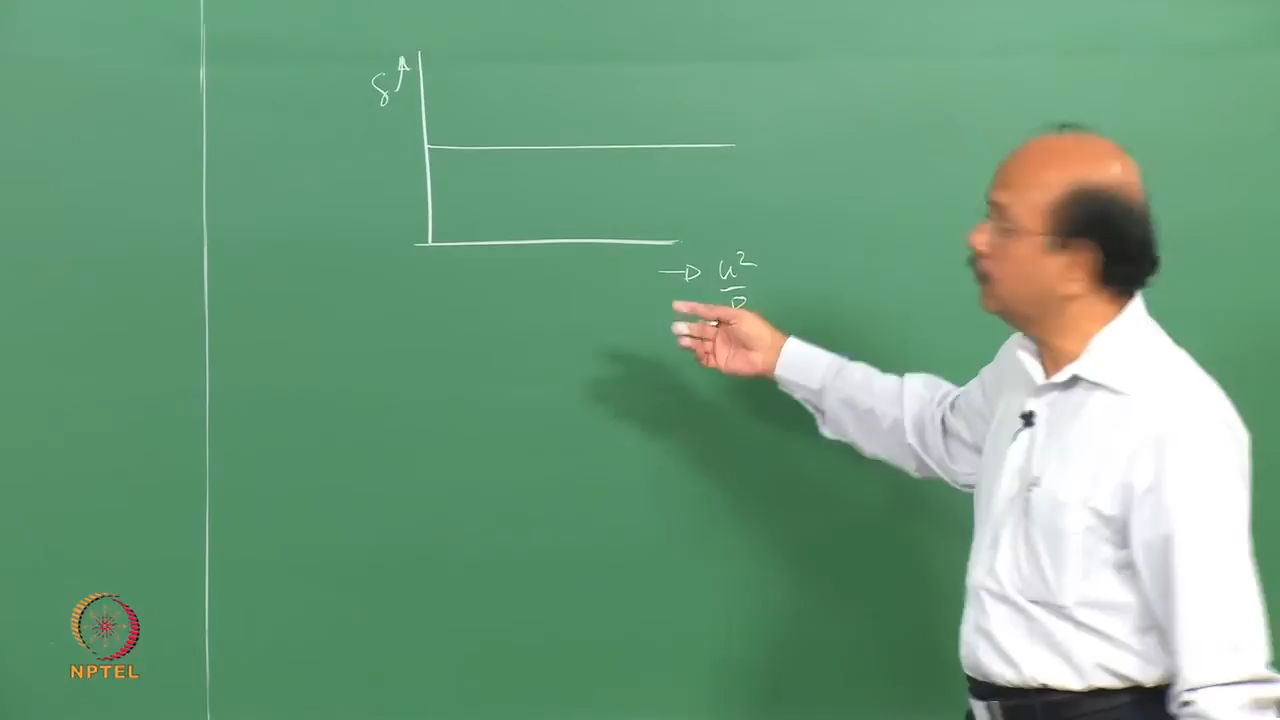 δ
→ u²
R
NPTEL